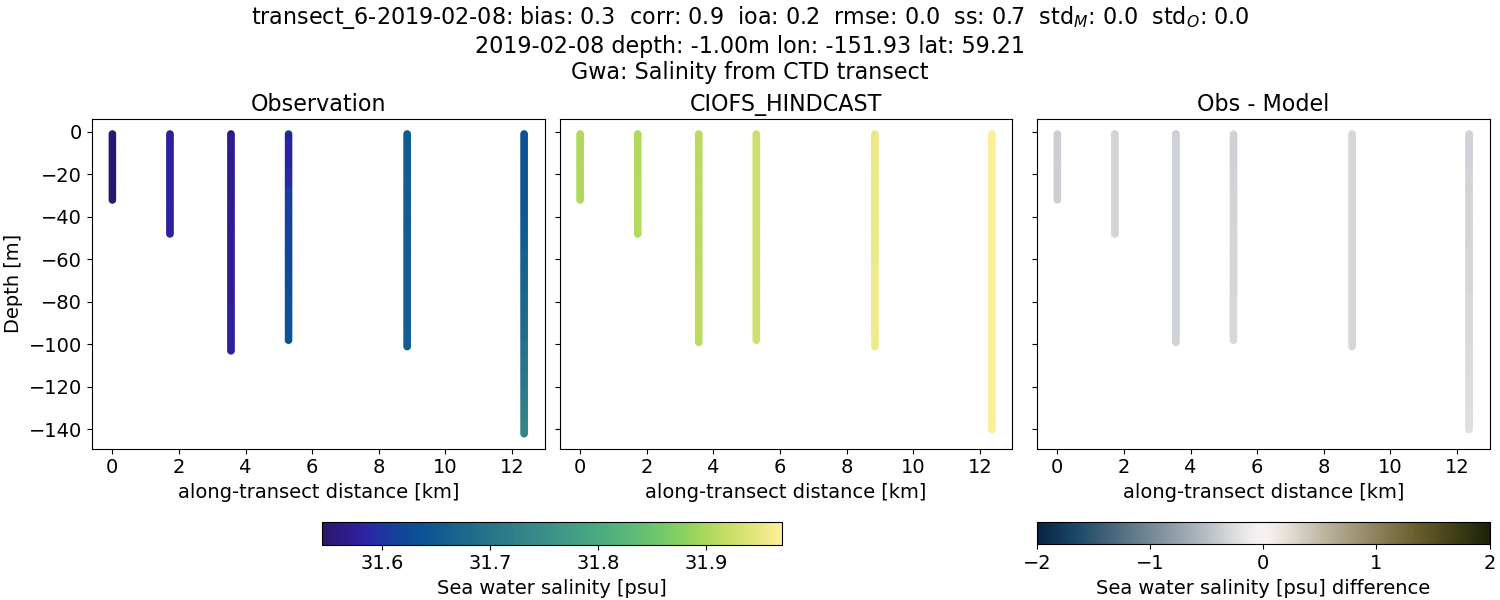 transect_6-2019-02-08: bias: 0.3  corr: 0.9  ioa: 0.2  rmse: 0.0  ss: 0.7  std_M: 0.0  std_O: 0.0
2019-02-08 depth: -1.00m lon: -151.93 lat: 59.21
Gwa: Salinity from CTD transect
Observation
CIOFS_HINDCAST
Obs - Model
Depth [m]
0
−20
−40
−60
−80
−100
−120
−140
0 2 4 6 8 10 12
0 2 4 6 8 10 12
0 2 4 6 8 10 12
along-transect distance [km]
along-transect distance [km]
along-transect distance [km]
31.6 31.7 31.8 31.9
Sea water salinity [psu]
−2 −1 0 1 2
Sea water salinity [psu] difference